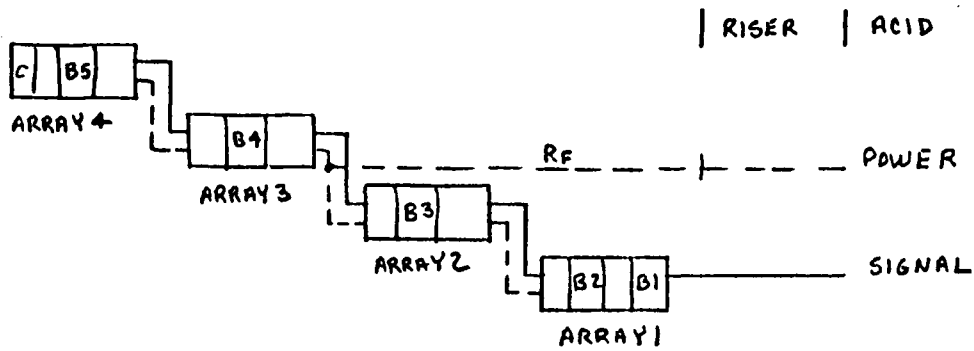 RISER ACID
C B5
ARRAY 4
B4
ARRAY 3
RF
POWER
B3
ARRAY 2
B2 B1
SIGNAL
ARRAY 1